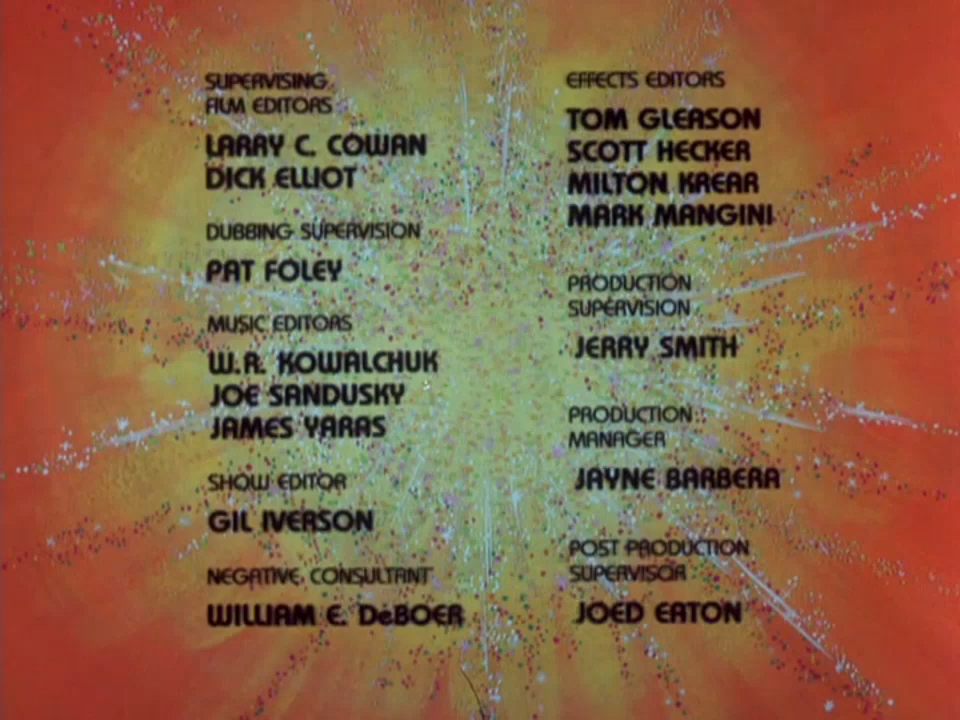 SUPERVISING
FILM EDITORS
LARRY C. COWAN
DICK ELLIOT
DUBBING SUPERVISION
PAT FOLEY
MUSIC EDITORS
W.R. KOWALCHUK
JOE SANDUSKY
JAMES YARAS
SHOW EDITOR
GIL IVERSON
NEGATIVE CONSULTANT
WILLIAM E. DeBOER
EFFECTS EDITORS
TOM GLEASON
SCOTT HECKER
MILTON KREAR
MARK MANGINI
PRODUCTION
SUPERVISION
JERRY SMITH
PRODUCTION
MANAGER
JAYNE BARBERA
POST PRODUCTION
SUPERVISOR
JOED EATON